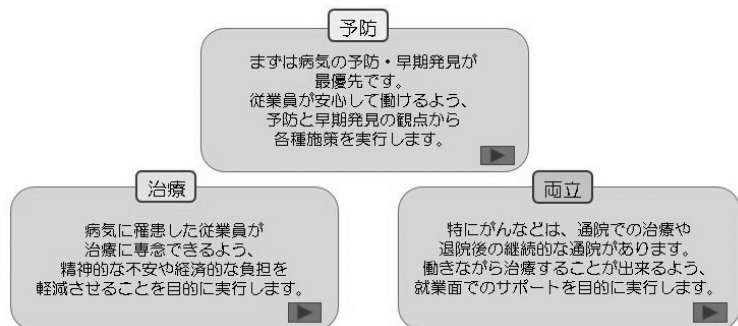 予防
まずは病気の予防・早期発見が
最優先です。
従業員が安心して働けるよう、
予防と早期発見の観点から
各種施策を実行します。
治療
病気に罹患した従業員が
治療に専念できるよう、
精神的な不安や経済的な負担を
軽減させることを目的に実行します。
両立
特にがんなどは、通院での治療や
退院後の継続的な通院があります。
働きながら治療することが出来るよう、
就業面でのサポートを目的に実行します。